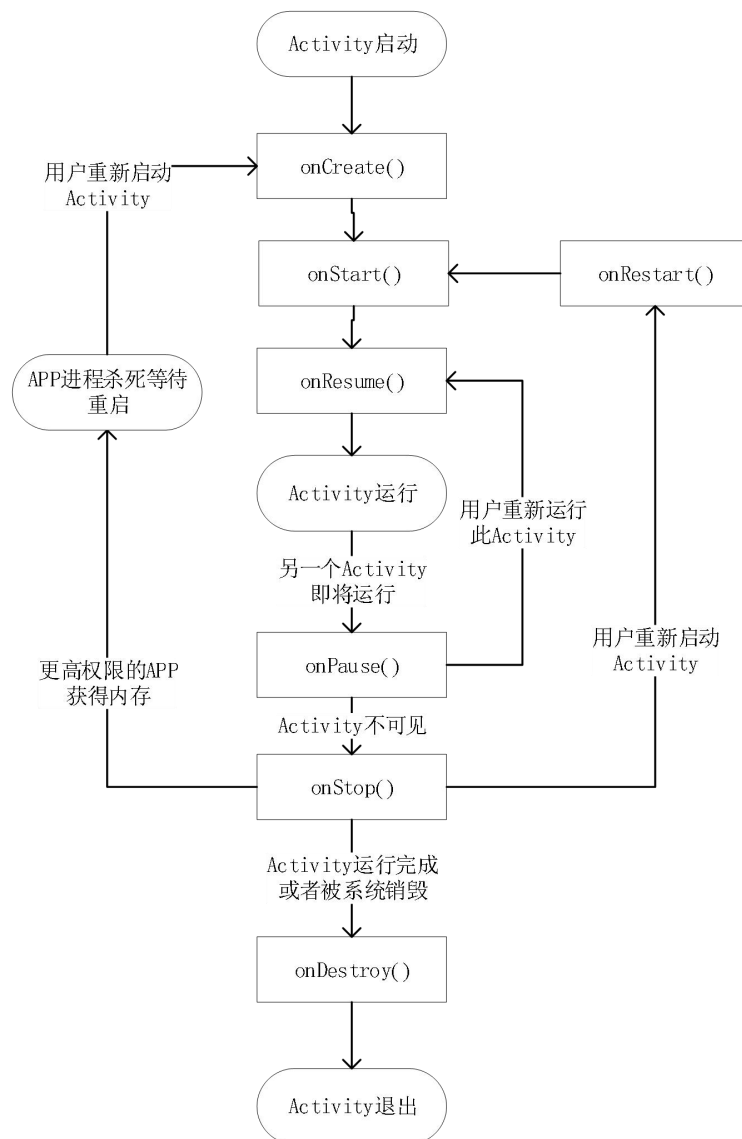 Activity启动
用户重新启动
Activity
onCreate()
onStart()
onRestart()
APP进程杀死等待
重启
onResume()
Activity运行
用户重新运行
此Activity
另一个Activity
即将运行
更高权限的APP
获得内存
onPause()
用户重新启动
Activity
Activity不可见
onStop()
Activity运行完成
或者被系统销毁
onDestroy()
Activity退出